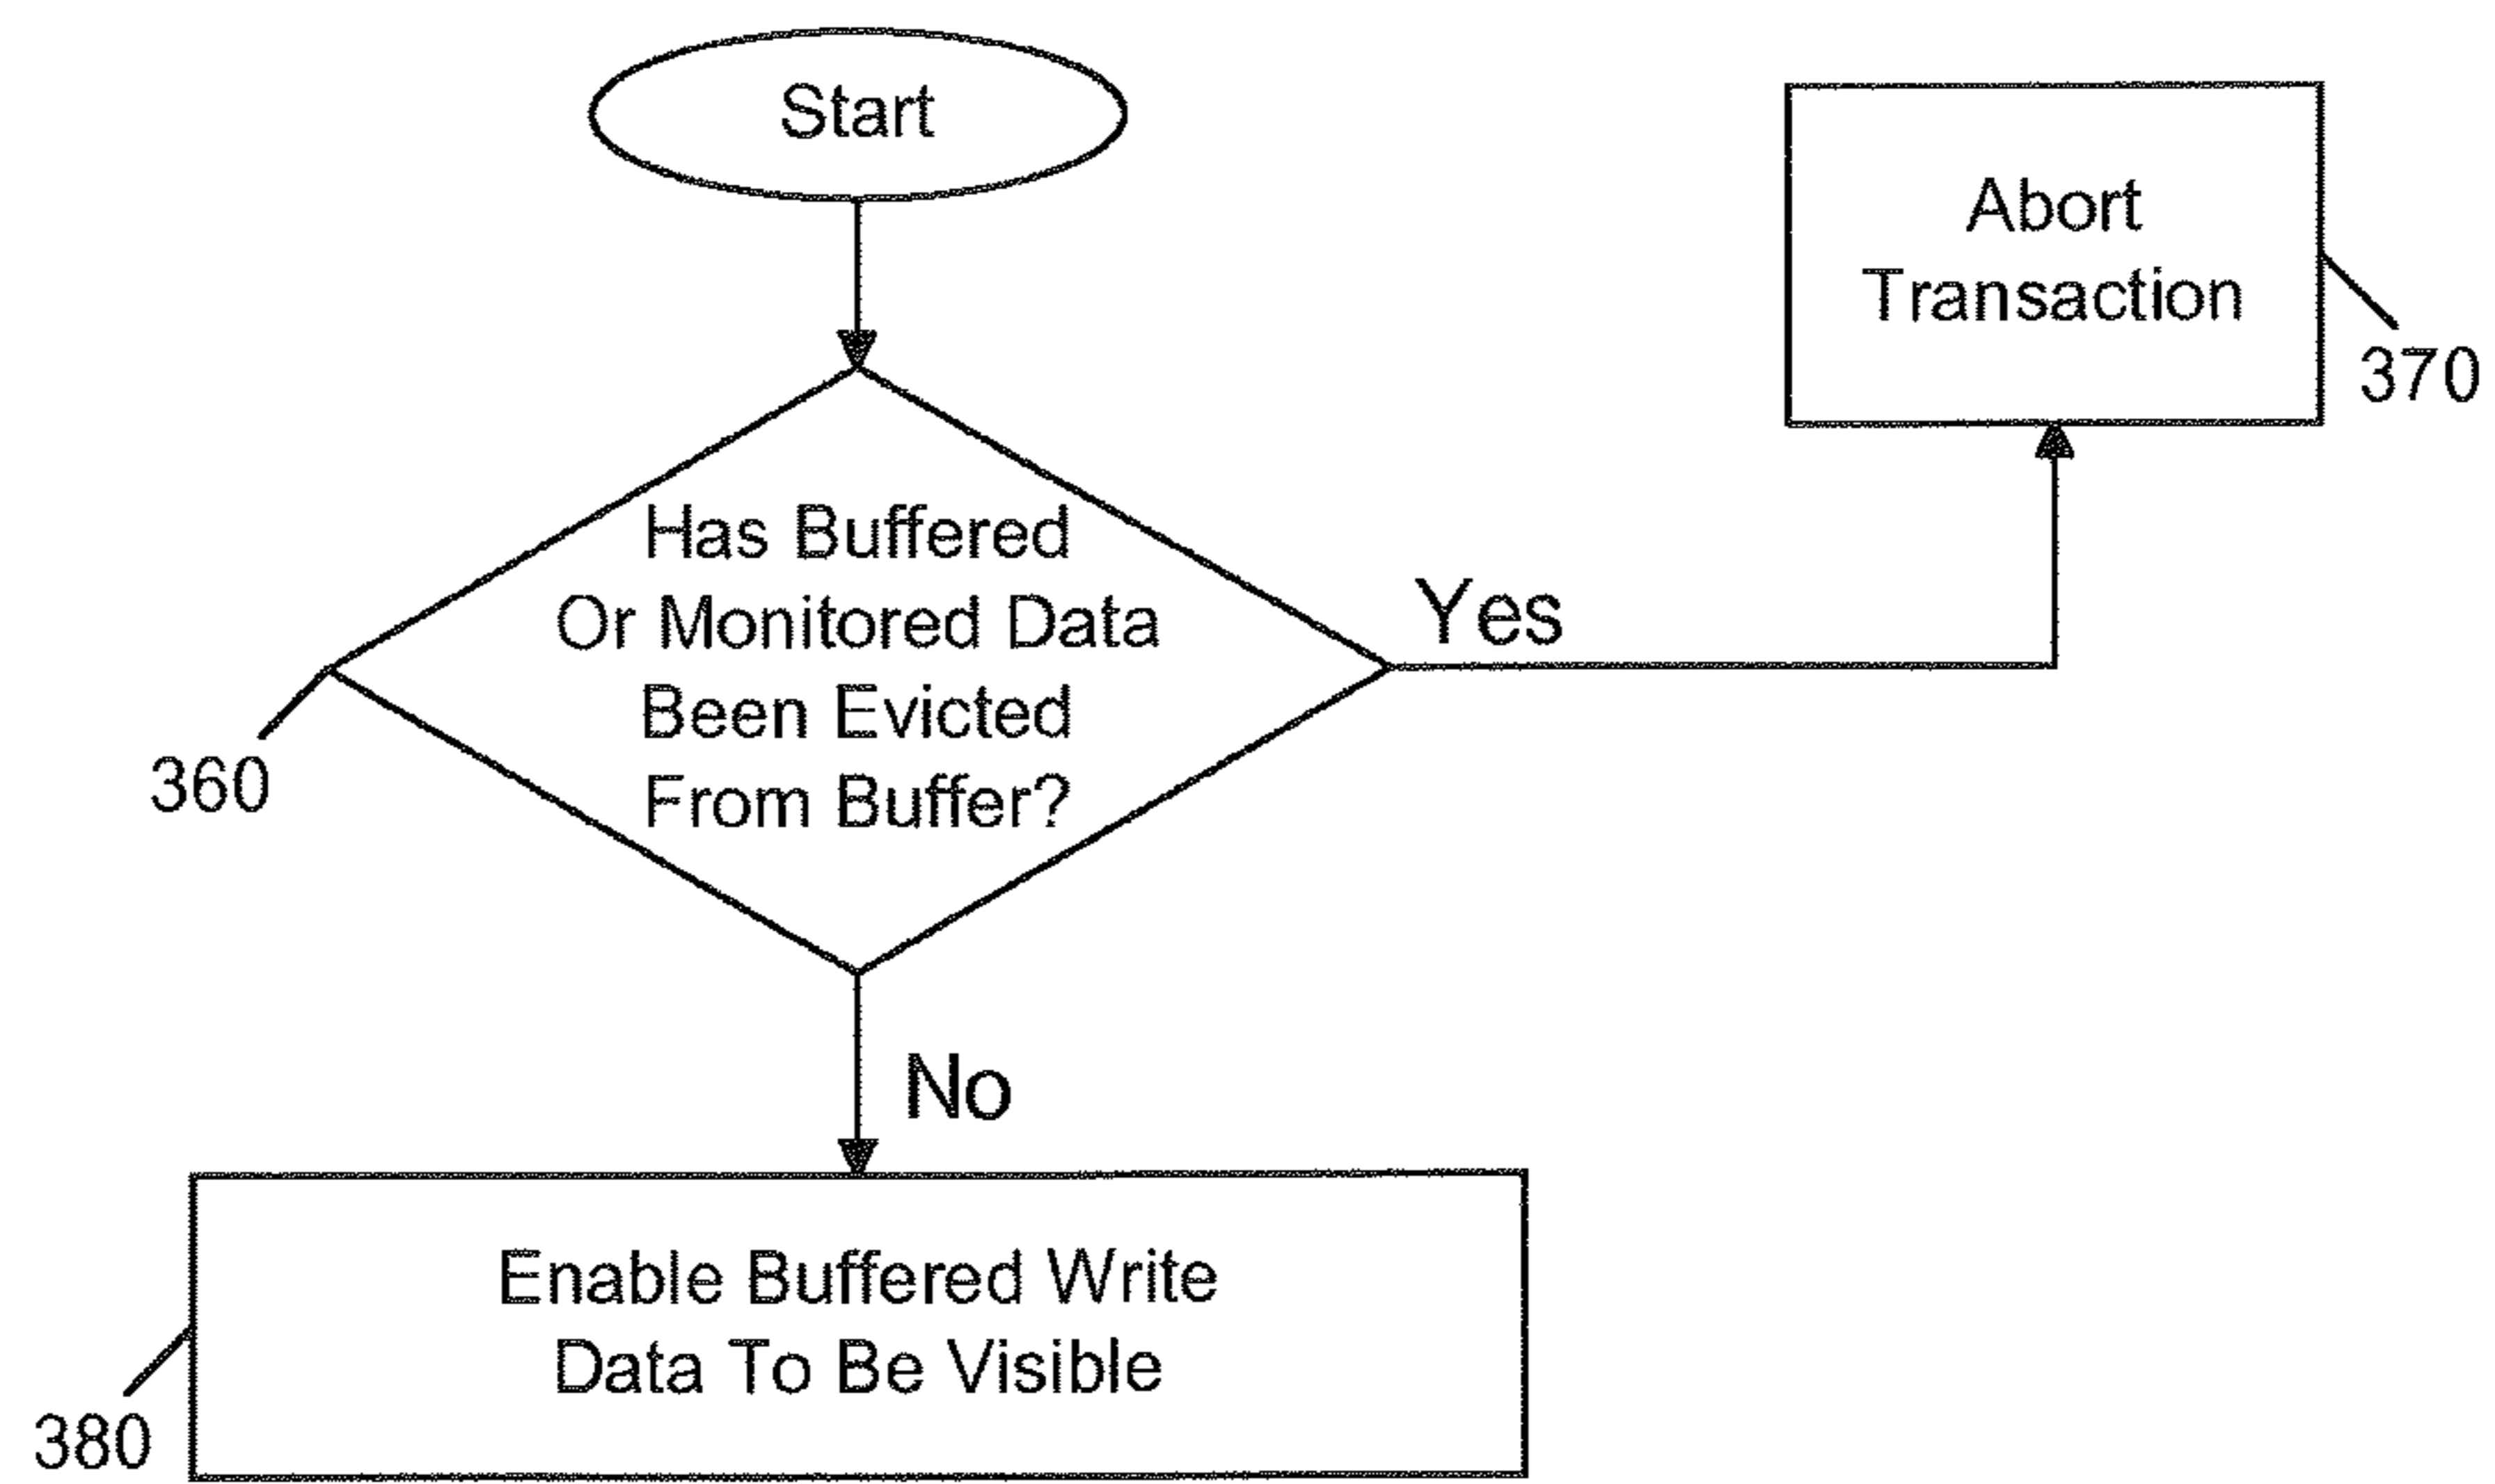 Start
Abort
Transaction
370
Has Buffered
Or Monitored Data
Been Evicted
From Buffer?
Yes
360
No
Enable Buffered Write
Data To Be Visible
380